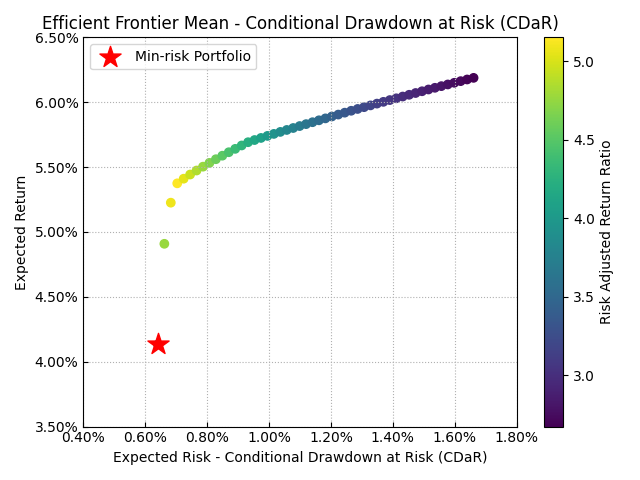 Efficient Frontier Mean - Conditional Drawdown at Risk (CDaR)
Min-risk Portfolio
6.50%
6.00%
5.50%
5.00%
4.50%
4.00%
3.50%
Expected Return
0.40% 0.60% 0.80% 1.00% 1.20% 1.40% 1.60% 1.80%
Expected Risk - Conditional Drawdown at Risk (CDaR)
5.0
4.5
4.0
3.5
3.0
Risk Adjusted Return Ratio